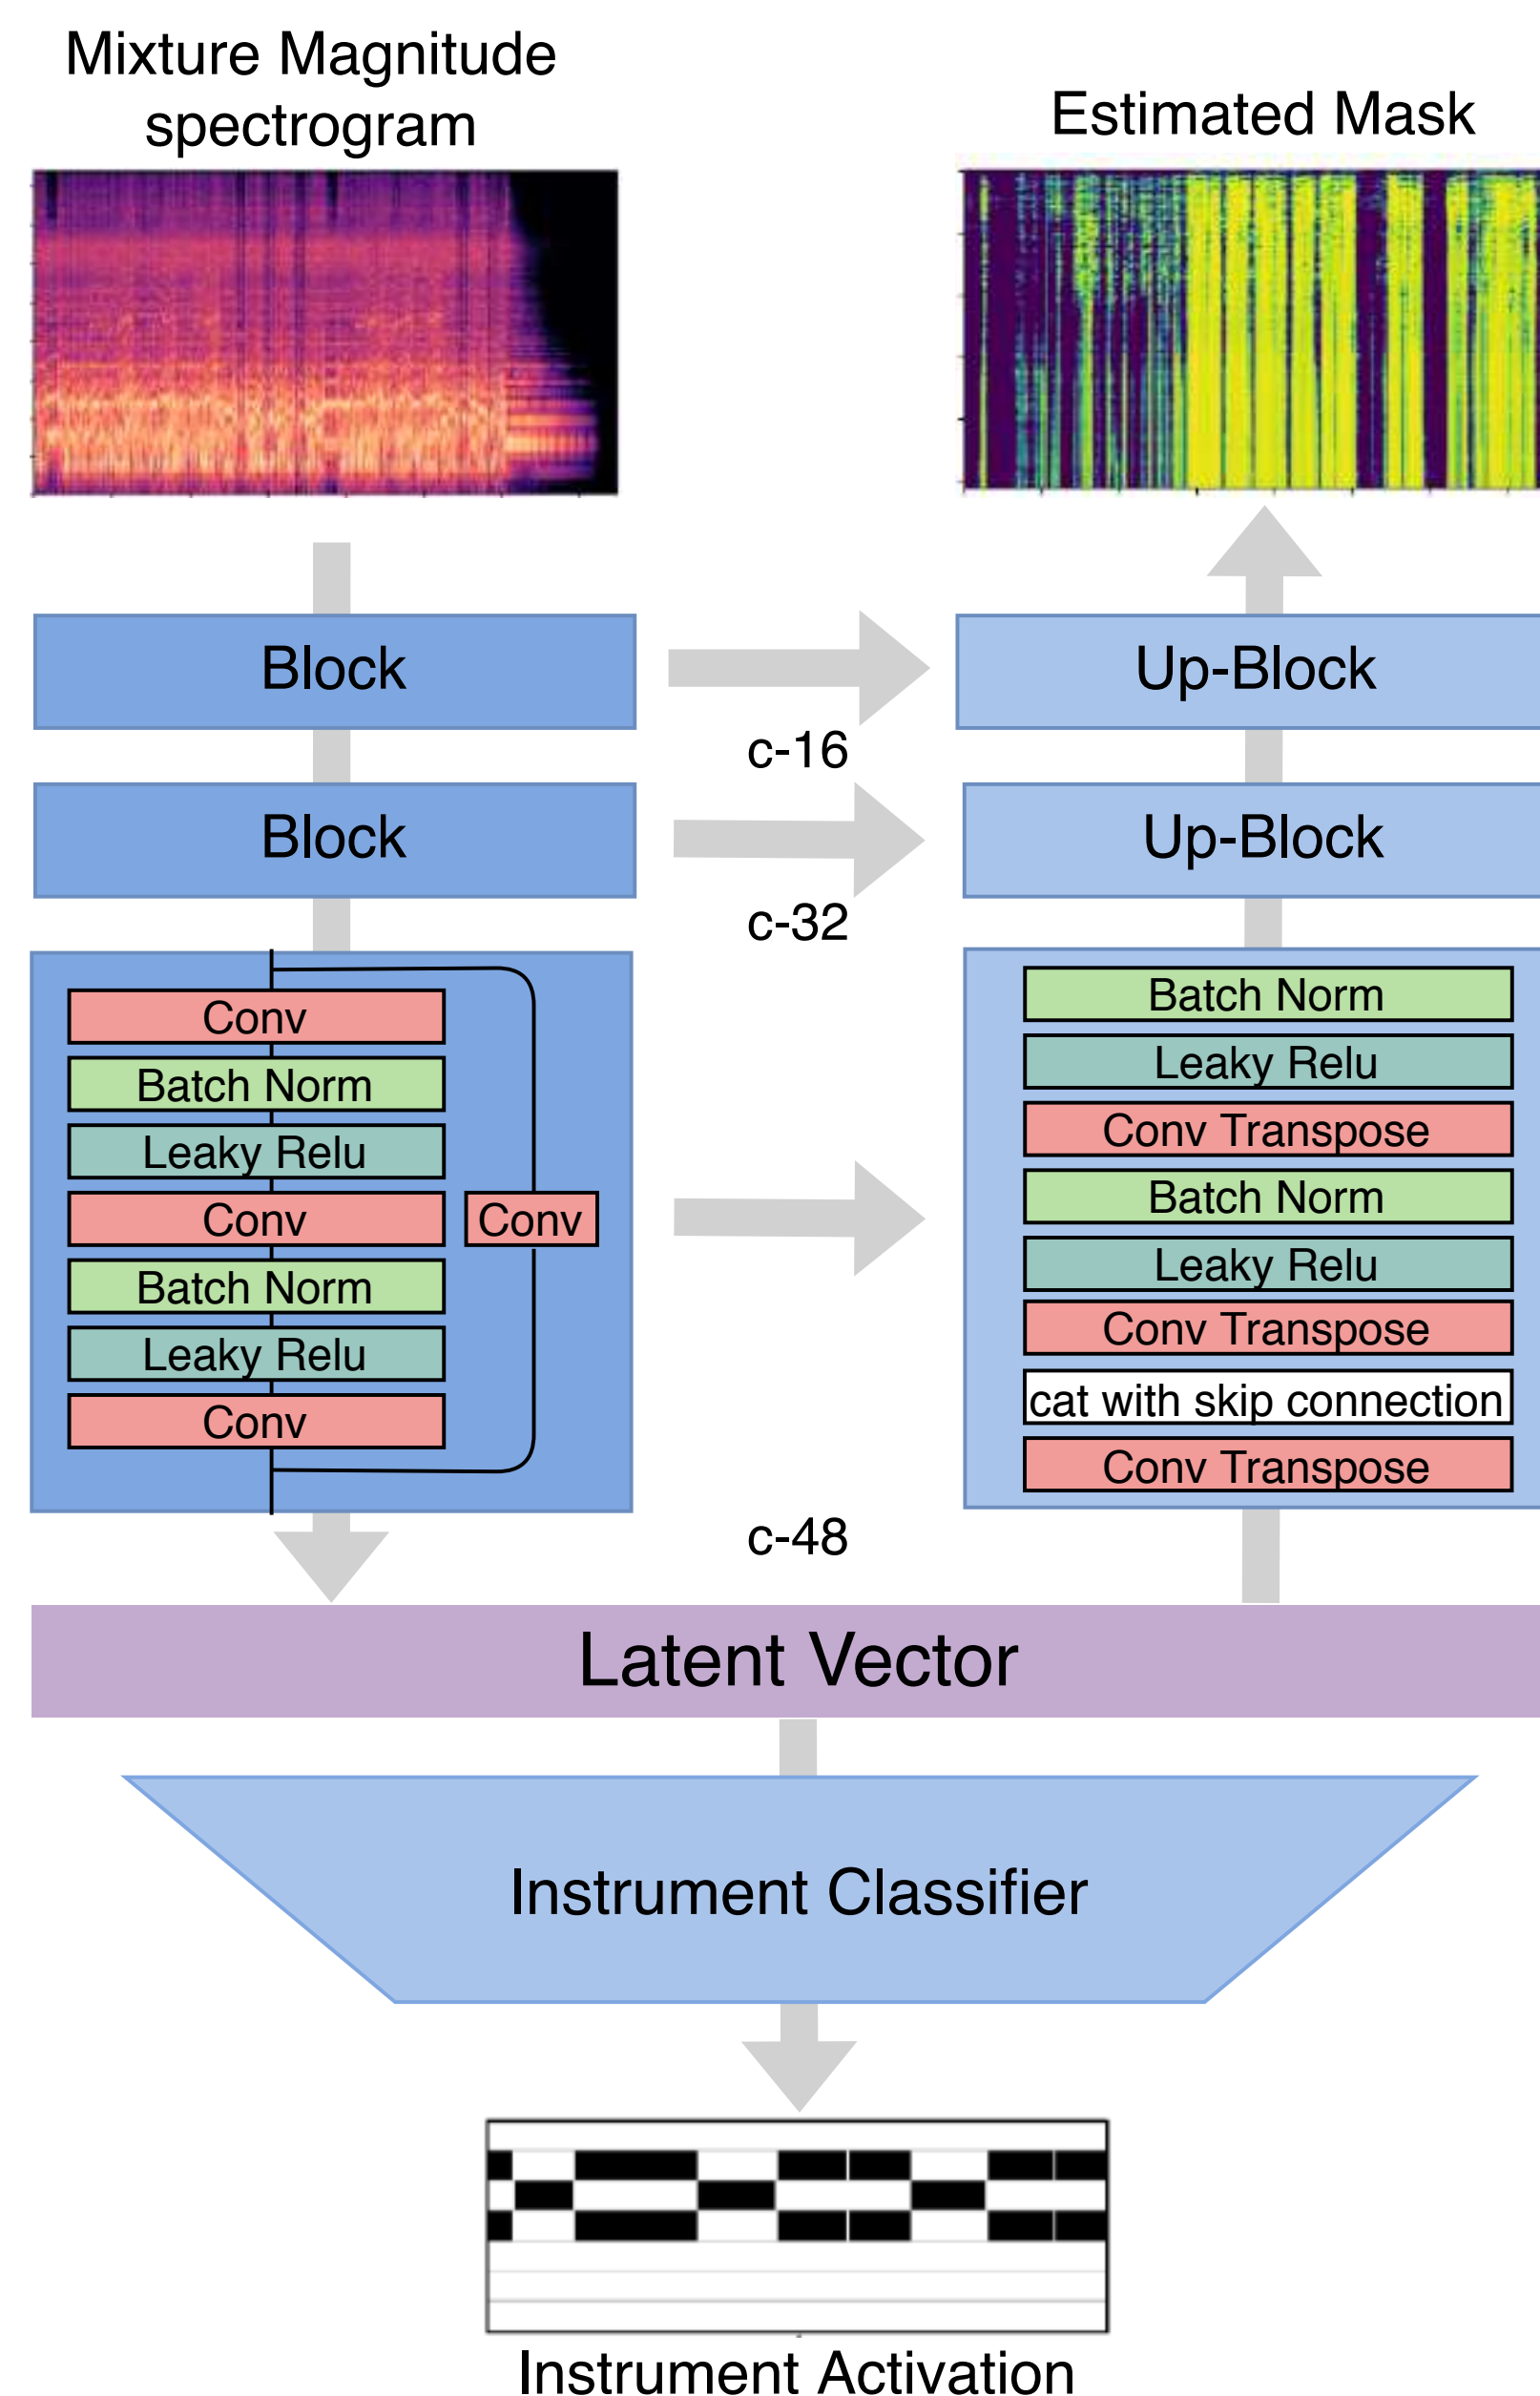 Mixture Magnitude
spectrogram
Estimated Mask
Block
Up-Block
c-16
Block
Up-Block
c-32
Conv
Batch Norm
Leaky Relu
Conv
Conv
Batch Norm
Leaky Relu
Conv
Batch Norm
Leaky Relu
Conv Transpose
Batch Norm
Leaky Relu
Conv Transpose
cat with skip connection
Conv Transpose
c-48
Latent Vector
Instrument Classifier
Instrument Activation